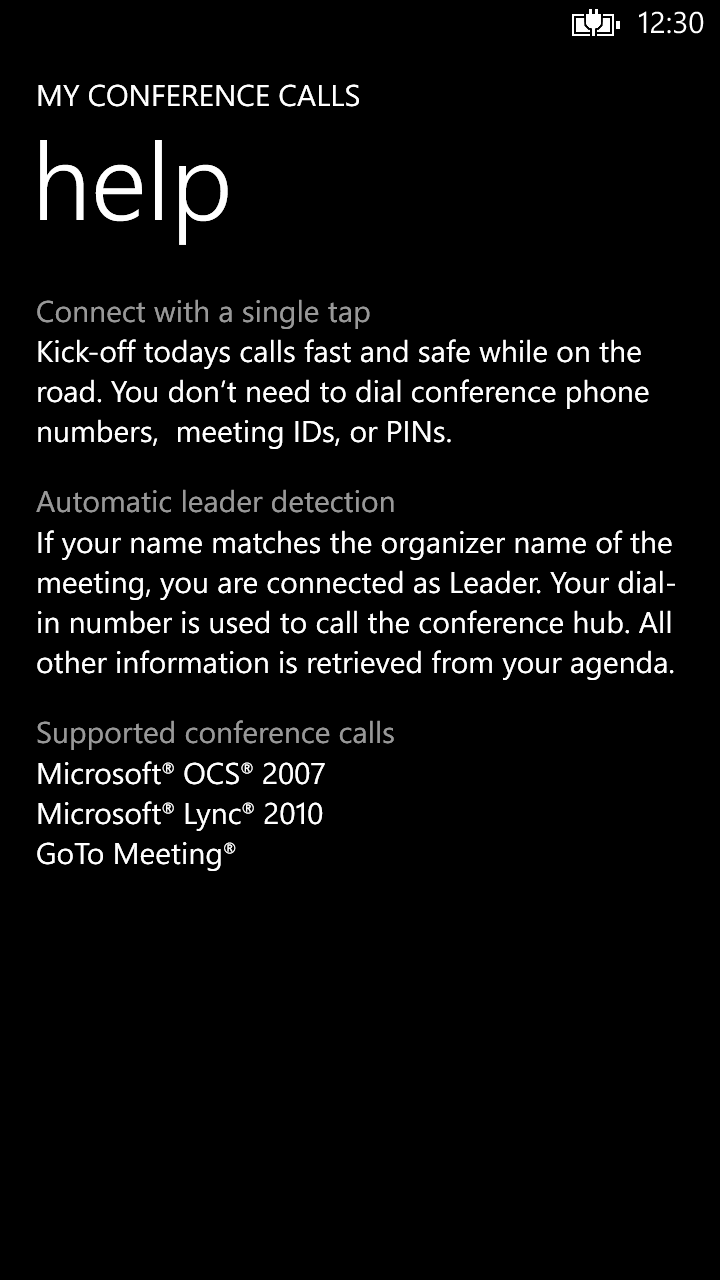 12:30
MY CONFERENCE CALLS
help
Connect with a single tap
Kick-off todays calls fast and safe while on the
road. You don't need to dial conference phone
numbers,  meeting IDs, or PINs.
Automatic leader detection
If your name matches the organizer name of the
meeting, you are connected as Leader. Your dial-
in number is used to call the conference hub. All
other information is retrieved from your agenda.
Supported conference calls
Microsoft® OCS® 2007
Microsoft® Lync® 2010
GoTo Meeting®